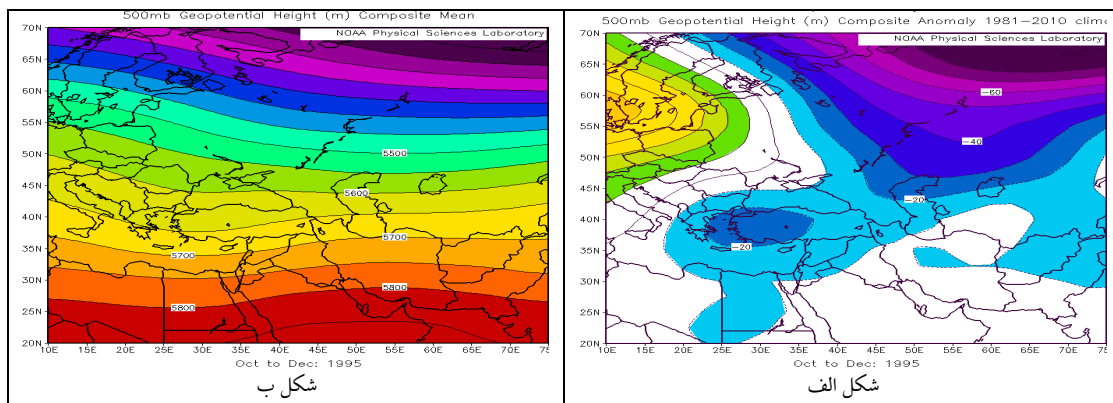 500mb Geopotential Height (m) Composite Mean
NOAA Physical Sciences Laboratory
70N
65N
60N
55N
50N
45N
40N
35N
30N
25N
20N
5500
5600
5700
5700
5800
5800
10E 15E 20E 25E 30E 35E 40E 45E 50E 55E 60E 65E 70E 75E
Oct to Dec: 1995
شکل ب
500mb Geopotential Height (m) Composite Anomaly 1981-2010 climo
NOAA Physical Sciences Laboratory
70N
65N
60N
55N
50N
45N
40N
35N
30N
25N
20N
-60
-40
-20
-20
10E 15E 20E 25E 30E 35E 40E 45E 50E 55E 60E 65E 70E 75E
Oct to Dec: 1995
شکل الف